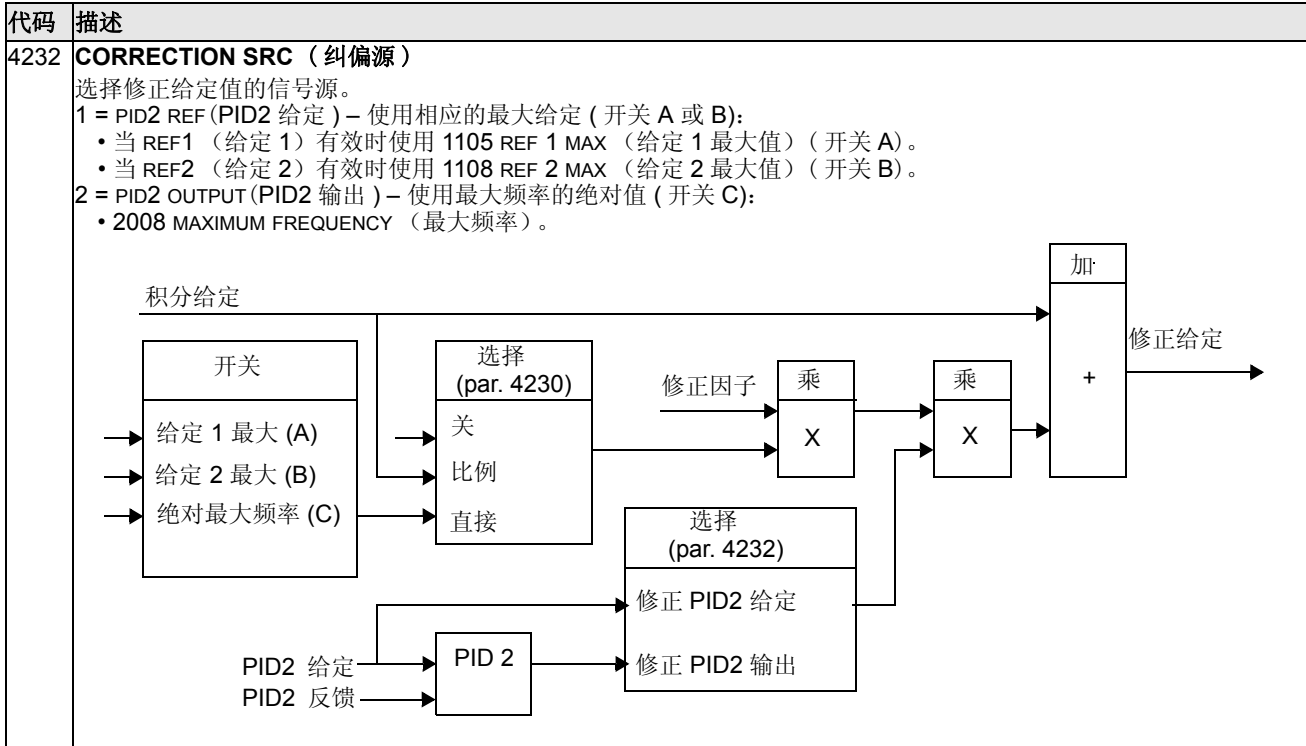 代码 描述
4232 CORRECTION SRC （纠偏源）
选择修正给定值的信号源。
1 = PID2 REF (PID2 给定 ) – 使用相应的最大给定 ( 开关 A 或 B):
• 当 REF1 （给定 1）有效时使用 1105 REF 1 MAX （给定 1 最大值）( 开关 A)。
• 当 REF2 （给定 2）有效时使用 1108 REF 2 MAX （给定 2 最大值）( 开关 B)。
2 = PID2 OUTPUT (PID2 输出 ) – 使用最大频率的绝对值 ( 开关 C):
• 2008 MAXIMUM FREQUENCY （最大频率）。
加
积分给定
修正给定
+
开关
选择
(par. 4230)
修正因子
乘
乘
给定 1 最大 (A)
关
X
X
给定 2 最大 (B)
比例
绝对最大频率 (C)
直接
选择
(par. 4232)
修正 PID2 给定
PID2 给定
PID 2
修正 PID2 输出
PID2 反馈